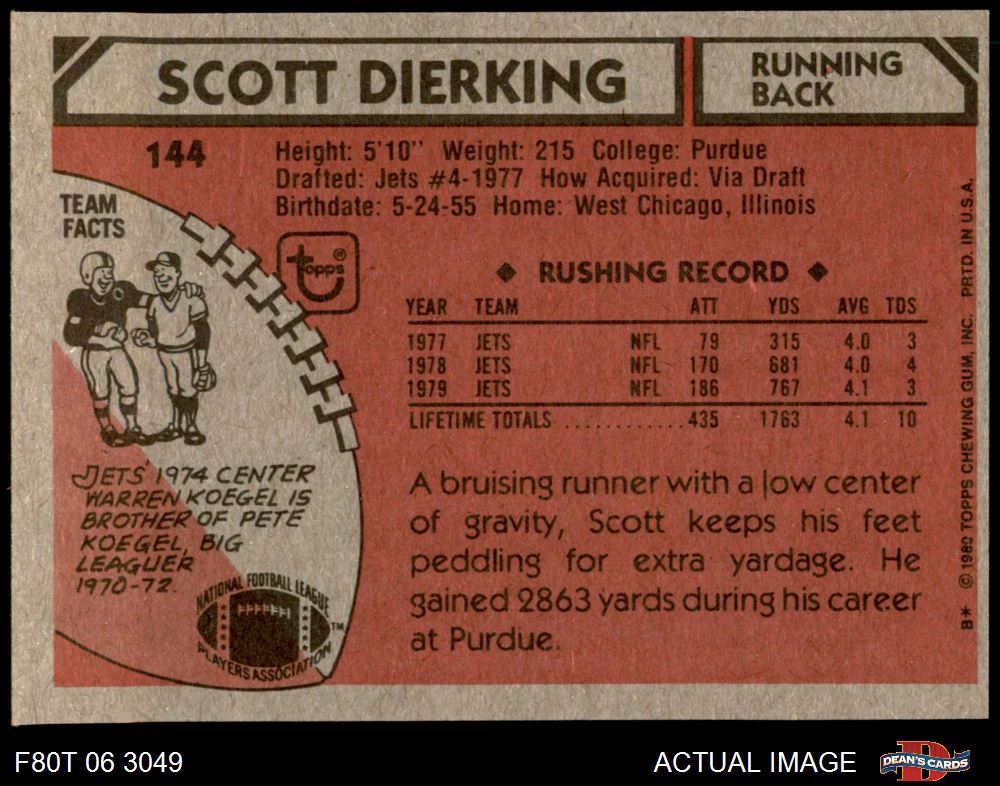 SCOTT DIERKING
RUNNING
BACK
144
Height: 5'10" Weight: 215 College: Purdue
Drafted: Jets #4-1977 How Acquired: Via Draft
Birthdate: 5-24-55 Home: West Chicago, Illinois
TEAM
FACTS
topps®
◆ RUSHING RECORD ◆
YEAR TEAM ATT YDS AVG TDS
1977 JETS NFL 79 315 4.0 3
1978 JETS NFL 170 681 4.0 4
1979 JETS NFL 186 767 4.1 3
LIFETIME TOTALS ............ 435 1763 4.1 10
JETS' 1974 CENTER
WARREN KOEGEL IS
BROTHER OF PETE
KOEGEL, BIG
LEAGUER
1970-72.
NATIONAL FOOTBALL LEAGUE
PLAYERS ASSOCIATION
TM
A bruising runner with a low center
of gravity, Scott keeps his feet
peddling for extra yardage. He
gained 2863 yards during his career
at Purdue.
B* © 1980 TOPPS CHEWING GUM, INC. PRTD. IN U.S.A.
F80T 06 3049
ACTUAL IMAGE
D
DEAN'S CARDS